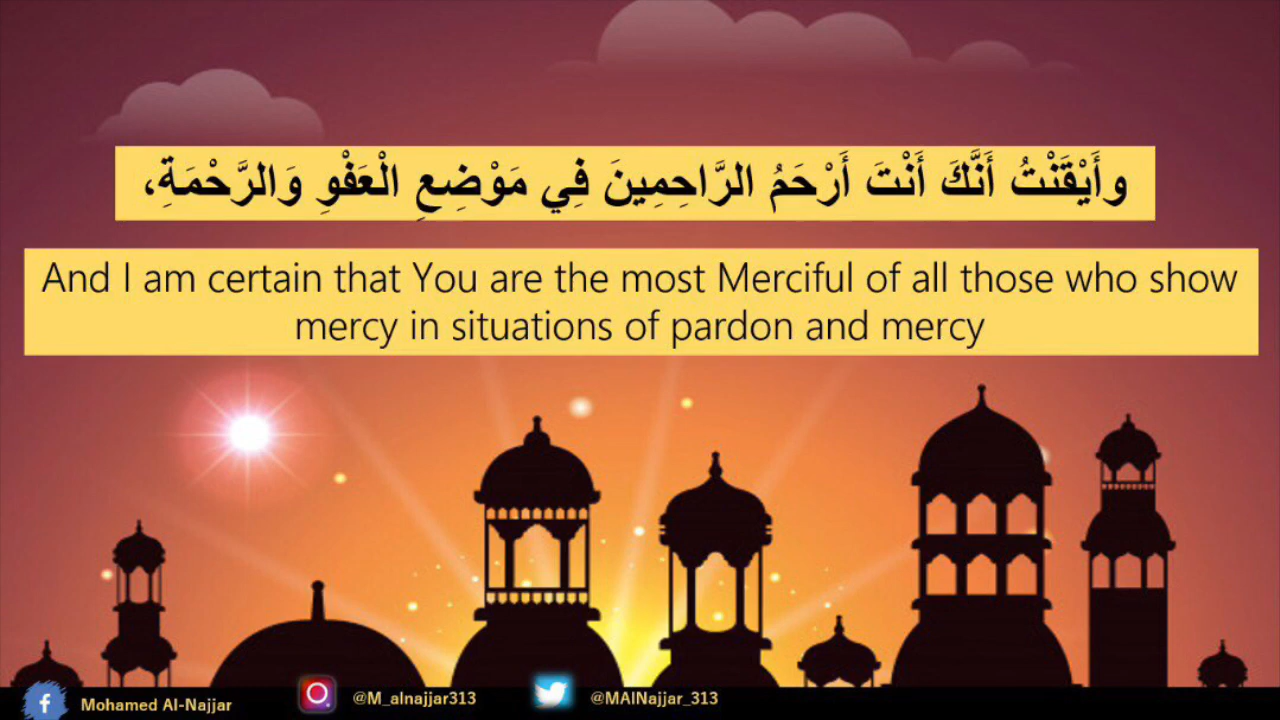 وأَيْقَنْتُ أَنَّكَ أَنْتَ أَرْحَمُ الرَّاحِمِينَ فِي مَوْضِعِ الْعَفْوِ وَالرَّحْمَةِ،
And I am certain that You are the most Merciful of all those who show
mercy in situations of pardon and mercy
Mohamed Al-Najjar @M_alnajjar313 @MAlNajjar_313